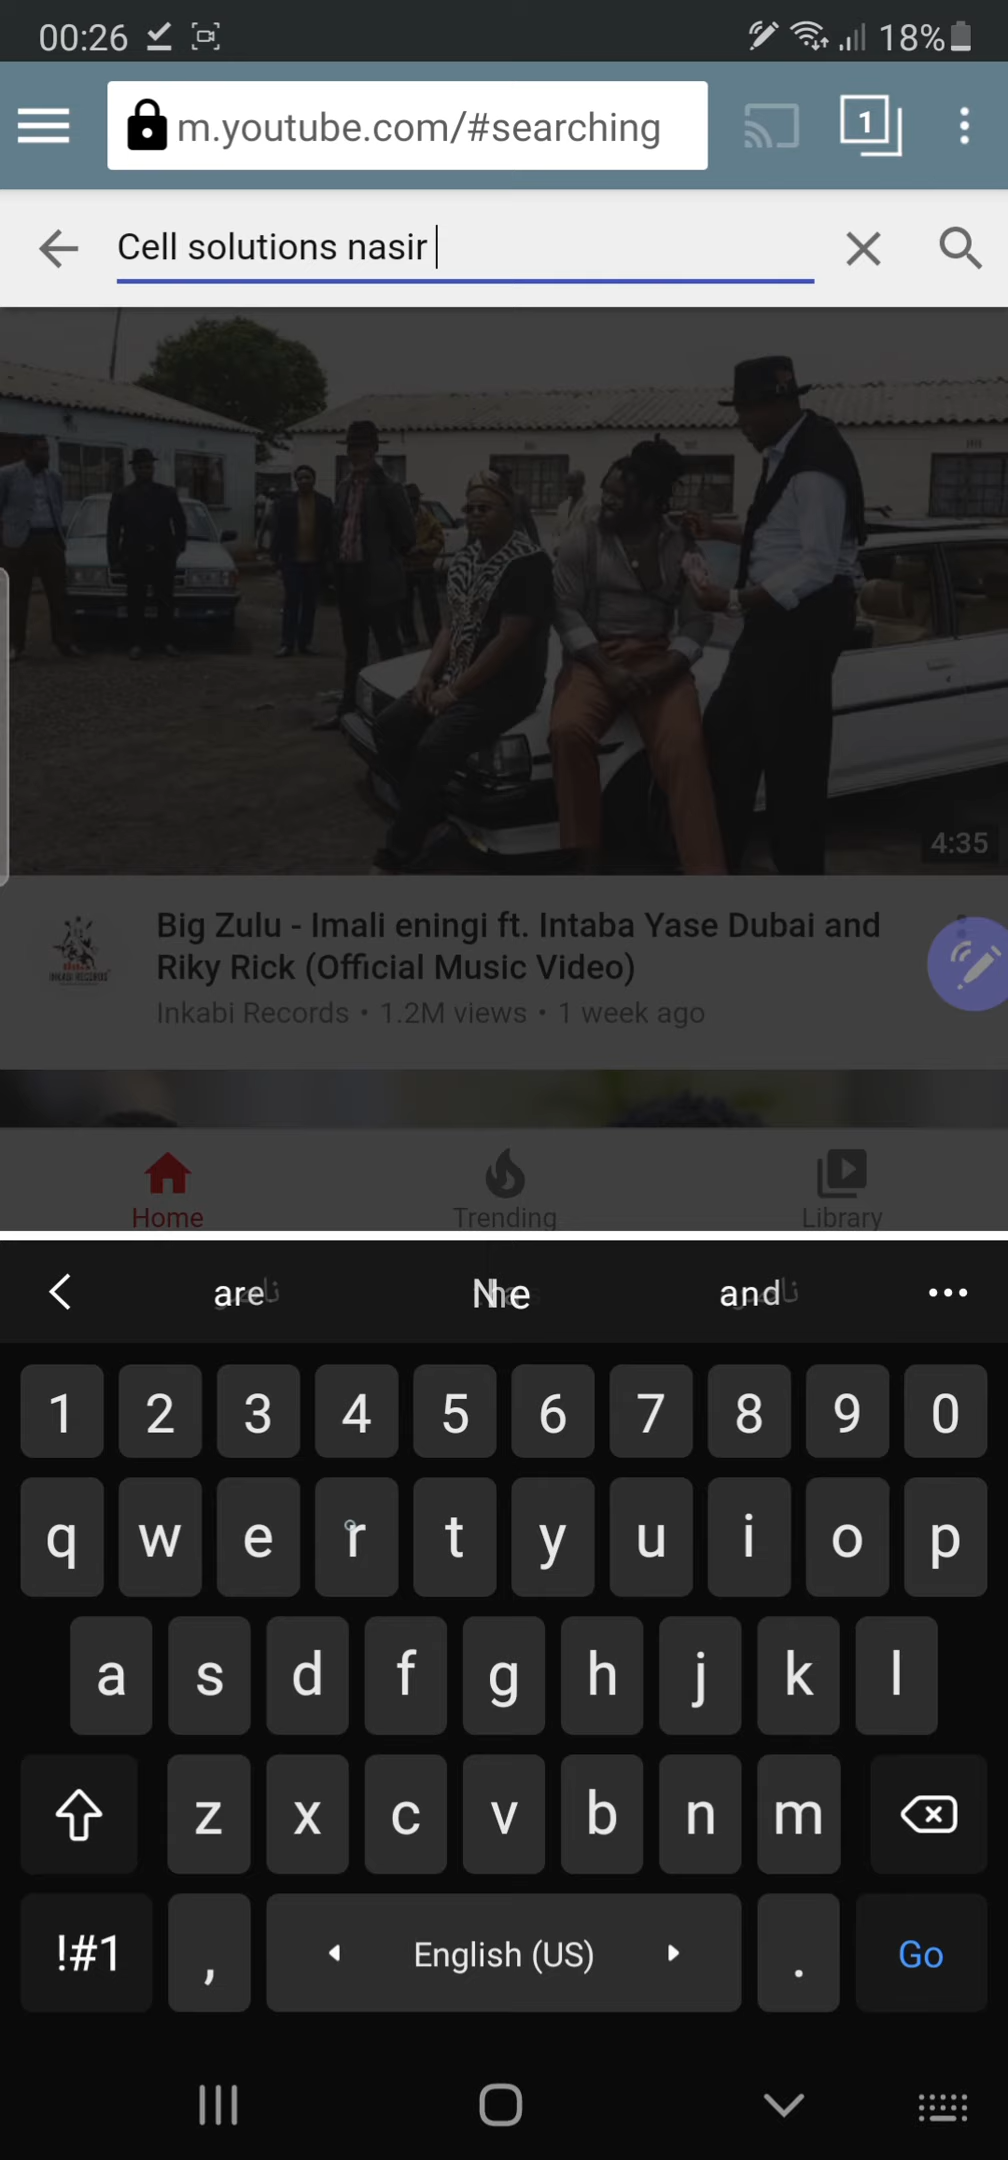 00:26 18%
m.youtube.com/#searching 1
Cell solutions nasir
4:35
INKABI RECORDS
Big Zulu - Imali eningi ft. Intaba Yase Dubai and
Riky Rick (Official Music Video)
Inkabi Records • 1.2M views • 1 week ago
Home Trending Library
are and
1 2 3 4 5 6 7 8 9 0
q w e r t y u i o p
a s d f g h j k l
z x c v b n m
!#1 , English (US) . Go